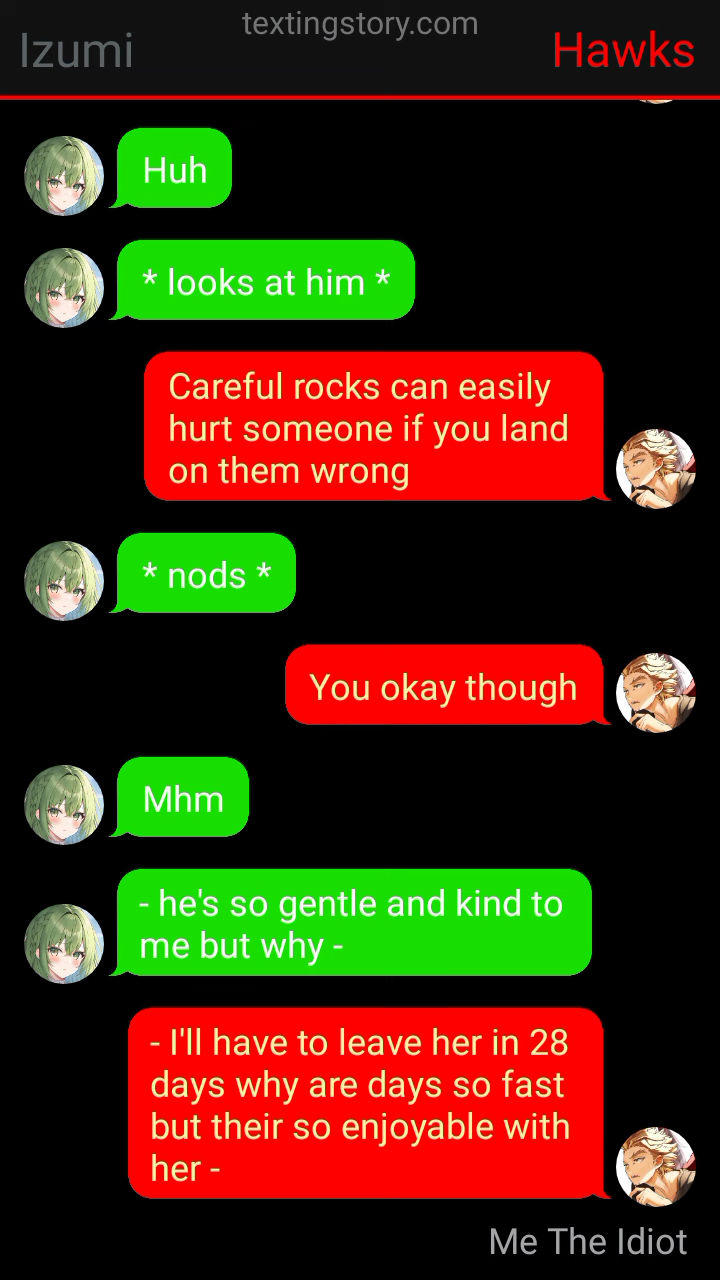 textingstory.com
Izumi
Hawks
Huh
* looks at him *
Careful rocks can easily
hurt someone if you land
on them wrong
* nods *
You okay though
Mhm
- he's so gentle and kind to
me but why -
- I'll have to leave her in 28
days why are days so fast
but their so enjoyable with
her -
Me The Idiot